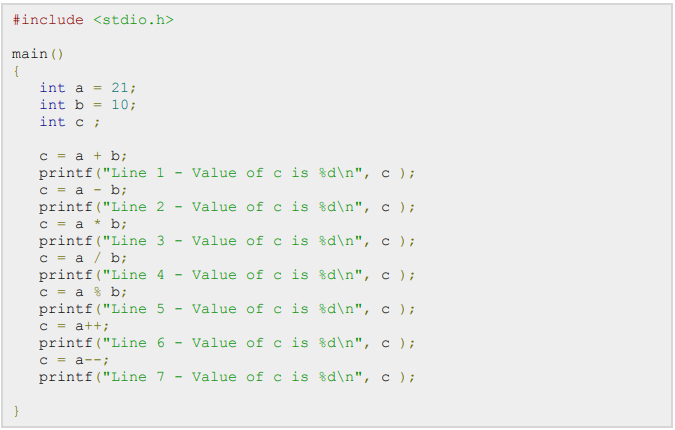 #include <stdio.h>

main()
{
   int a = 21;
   int b = 10;
   int c ;

   c = a + b;
   printf("Line 1 - Value of c is %d\n", c );
   c = a - b;
   printf("Line 2 - Value of c is %d\n", c );
   c = a * b;
   printf("Line 3 - Value of c is %d\n", c );
   c = a / b;
   printf("Line 4 - Value of c is %d\n", c );
   c = a % b;
   printf("Line 5 - Value of c is %d\n", c );
   c = a++;
   printf("Line 6 - Value of c is %d\n", c );
   c = a--;
   printf("Line 7 - Value of c is %d\n", c );

}